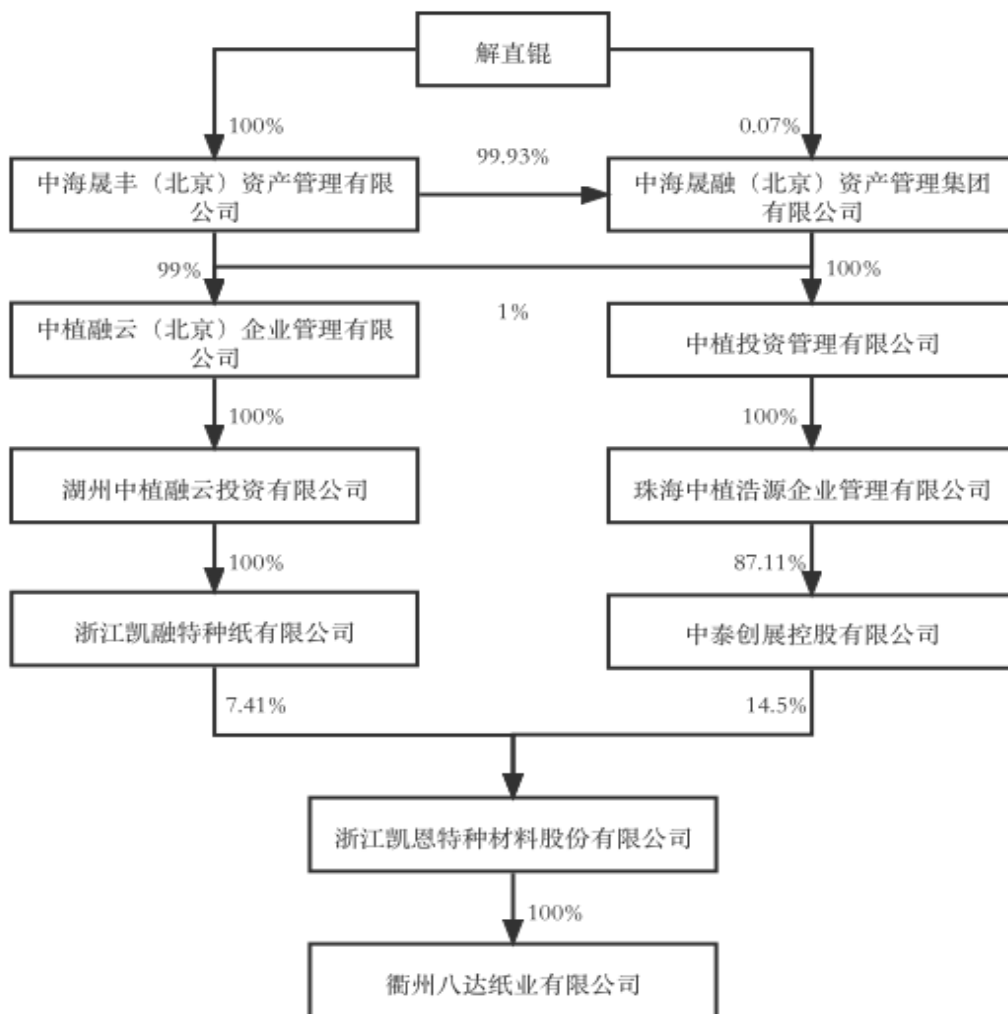 解直锟
100%
0.07%
99.93%
中海晟丰（北京）资产管理有限
公司
中海晟融（北京）资产管理集团
有限公司
99%
100%
1%
中植融云（北京）企业管理有限
公司
中植投资管理有限公司
100%
100%
湖州中植融云投资有限公司
珠海中植浩源企业管理有限公司
100%
87.11%
浙江凯融特种纸有限公司
中泰创展控股有限公司
7.41%
14.5%
浙江凯恩特种材料股份有限公司
100%
衢州八达纸业有限公司